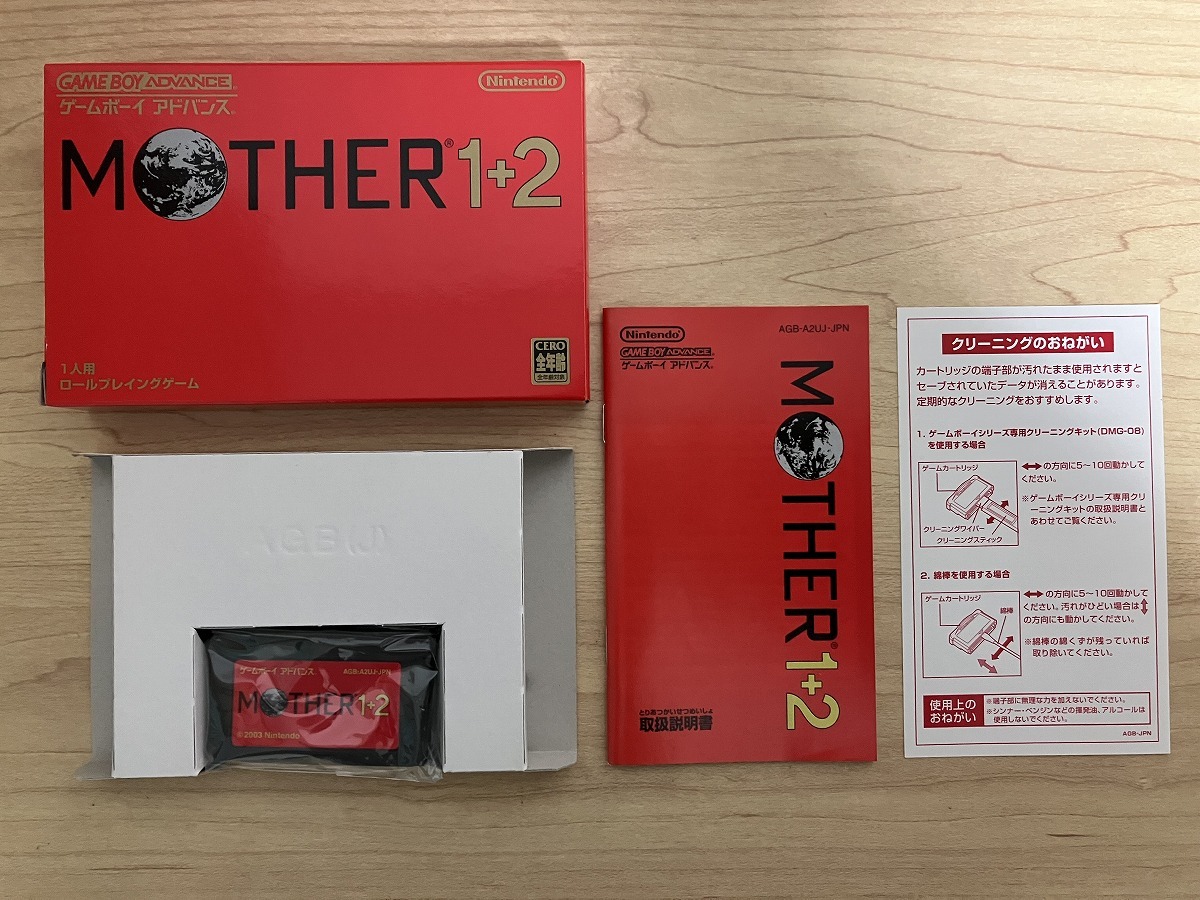 GAME BOY ADVANCE
ゲームボーイ アドバンス®
Nintendo®
MOTHER®1+2
CERO
全年齢
全年齢対象
1人用
ロールプレイングゲーム
AGB(J)
ゲームボーイ アドバンス®
AGB-A2UJ-JPN
MOTHER1+2
©2003 Nintendo
Nintendo®
AGB-A2UJ-JPN
GAME BOY ADVANCE
ゲームボーイ アドバンス®
MOTHER®1+2
とりあつかいせつめいしょ
取扱説明書
クリーニングのおねがい
カートリッジの端子部が汚れたまま使用されますと
セーブされていたデータが消えることがあります。
定期的なクリーニングをおすすめします。
1. ゲームボーイシリーズ専用クリーニングキット(DMG-08)
を使用する場合
ゲームカートリッジ
クリーニングワイパー
クリーニングスティック
⟷の方向に5〜10回動かして
ください。
※ゲームボーイシリーズ専用クリ
ーニングキットの取扱説明書と
あわせてご覧ください。
2. 綿棒を使用する場合
ゲームカートリッジ
綿棒
⟷の方向に5〜10回動かして
ください。汚れがひどい場合は↕
の方向にも動かしてください。
※綿棒の綿くずが残っていれば
取り除いてください。
使用上の
おねがい
※端子部に無理な力を加えないでください。
※シンナー・ベンジンなどの揮発油、アルコールは
使用しないでください。
AGB-JPN